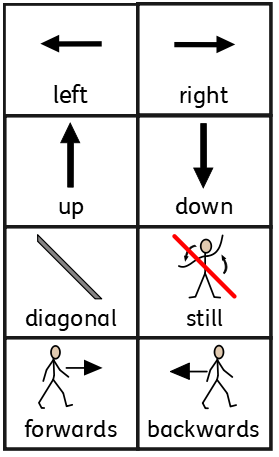 left
right
up
down
diagonal
still
forwards
backwards